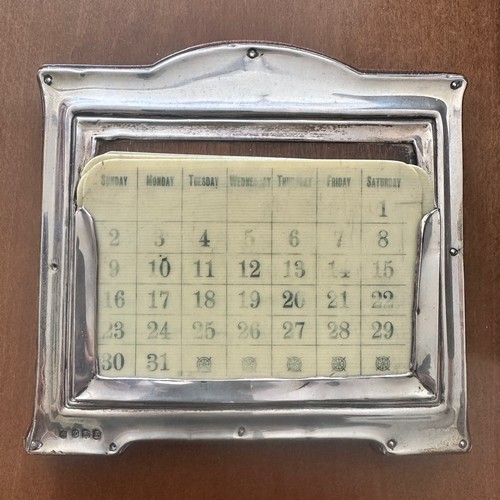 SUNDAY MONDAY TUESDAY WEDNESDAY THURSDAY FRIDAY SATURDAY
1
2 3 4 5 6 7 8
9 10 11 12 13 14 15
16 17 18 19 20 21 22
23 24 25 26 27 28 29
30 31